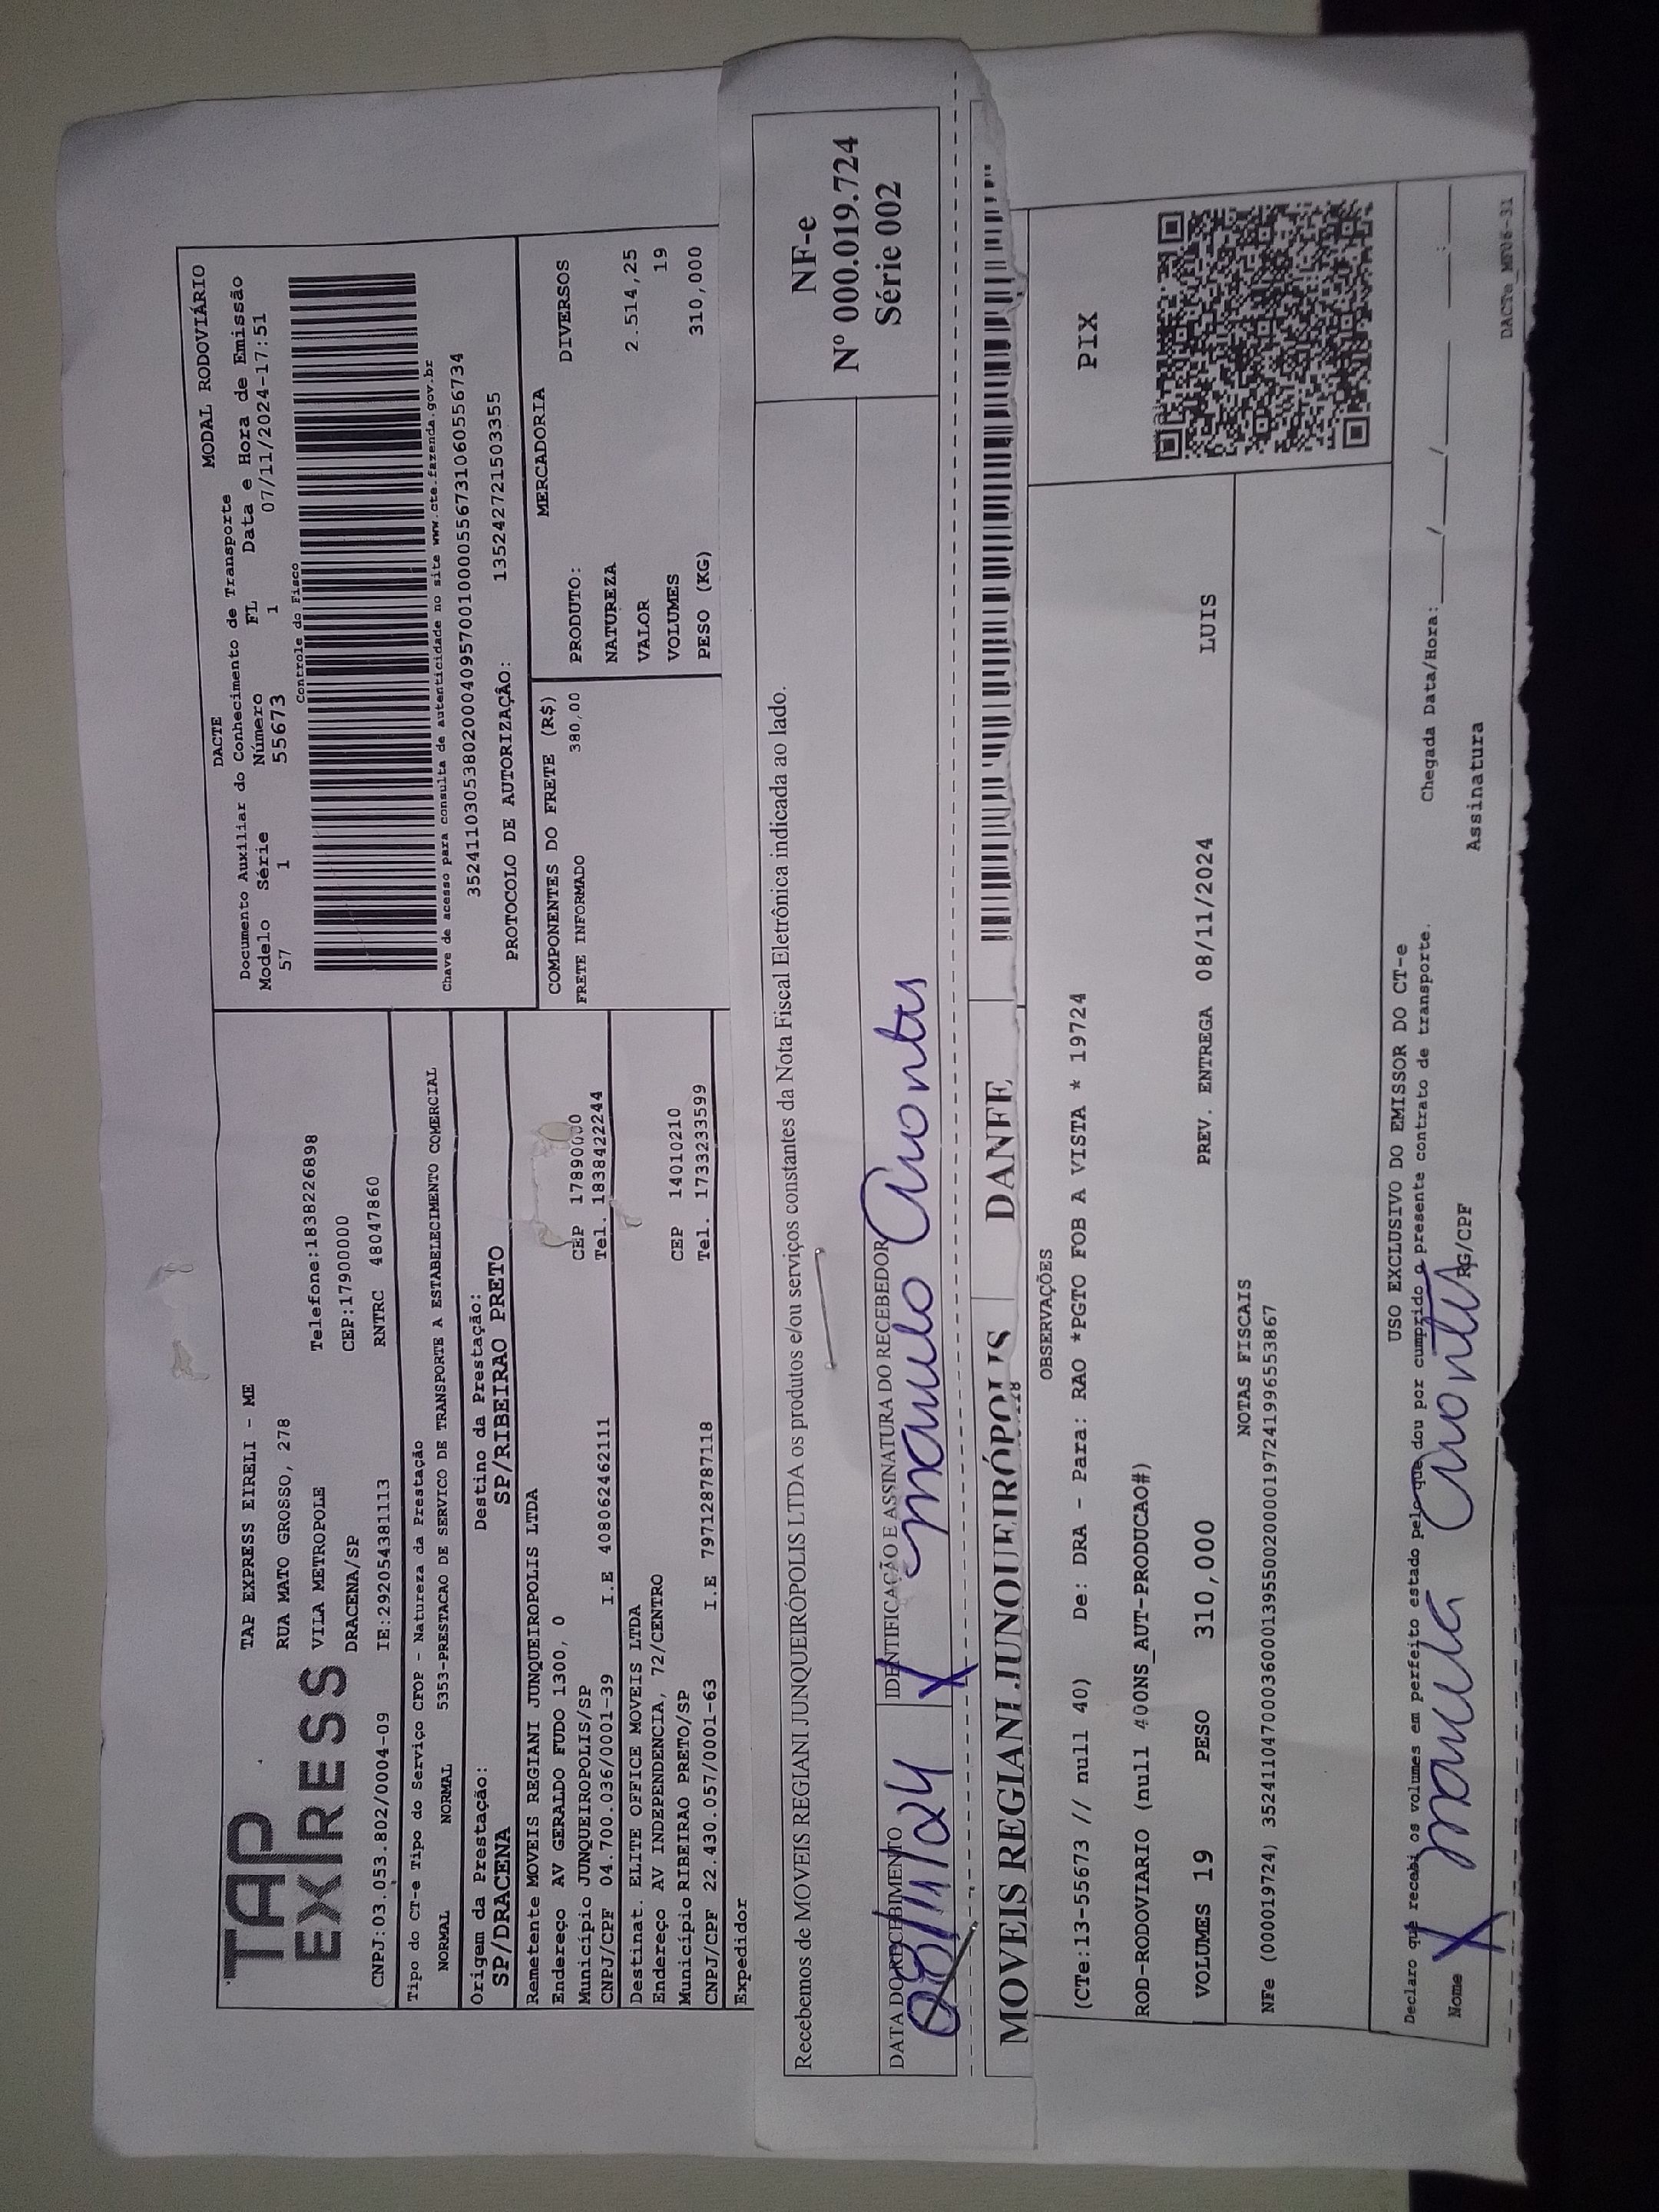 TAP
EXPRESS
TAP EXPRESS EIRELI - ME
RUA MATO GROSSO, 278
VILA METROPOLE
Telefone:1838226898
DRACENA/SP
CEP:17900000
CNPJ:03.053.802/0004-09
IE:292054381113
RNTRC 48047860
Tipo do CT-e Tipo do Serviço CFOP - Natureza da Prestação
NORMAL NORMAL 5353-PRESTACAO DE SERVICO DE TRANSPORTE A ESTABELECIMENTO COMERCIAL
Origem da Prestação: Destino da Prestação:
SP/DRACENA SP/RIBEIRAO PRETO
Remetente MOVEIS REGIANI JUNQUEIROPOLIS LTDA
Endereço AV GERALDO FUDO 1300, 0
CEP 17890000
Município JUNQUEIROPOLIS/SP
Tel. 1838422244
CNPJ/CPF 04.700.036/0001-39 I.E 408062462111
Destinat. ELITE OFFICE MOVEIS LTDA
Endereço AV INDEPENDENCIA, 72/CENTRO
CEP 14010210
Município RIBEIRAO PRETO/SP
Tel. 1733233599
CNPJ/CPF 22.430.057/0001-63 I.E 797128787118
Expedidor
DACTE MODAL RODOVIÁRIO
Documento Auxiliar do Conhecimento de Transporte
Modelo Série Número FL Data e Hora de Emissão
57 1 55673 1 07/11/2024-17:51
Controle do Fisco
Chave de acesso para consulta de autenticidade no site www.cte.fazenda.gov.br
35241103053802000409570010000556731060556734
PROTOCOLO DE AUTORIZAÇÃO: 135242721503355
COMPONENTES DO FRETE (R$)
FRETE INFORMADO 380,00
MERCADORIA
PRODUTO: DIVERSOS
NATUREZA
VALOR 2.514,25
VOLUMES 19
PESO (KG) 310,000
Recebemos de MOVEIS REGIANI JUNQUEIRÓPOLIS LTDA os produtos e/ou serviços constantes da Nota Fiscal Eletrônica indicada ao lado.
NF-e
Nº 000.019.724
Série 002
DATA DO RECEBIMENTO
IDENTIFICAÇÃO E ASSINATURA DO RECEBEDOR
08/11/24
X
MOVEIS REGIANI JUNQUEIRÓPOLIS DANFE
OBSERVAÇÕES
PIX
(CTe:13-55673 // null 40) De: DRA - Para: RAO *PGTO FOB A VISTA * 19724
ROD-RODOVIARIO (null 400NS_AUT-PRODUCAO#)
VOLUMES 19 PESO 310,000 PREV. ENTREGA 08/11/2024 LUIS
NOTAS FISCAIS
NFe (000019724) 35241104700036000139550020000197241996553867
USO EXCLUSIVO DO EMISSOR DO CT-e
Declaro que recebi os volumes em perfeito estado pelo que dou por cumprido o presente contrato de transporte.
Chegada Data/Hora: / / :
Nome X RG/CPF Assinatura
DACTe_MF06-31